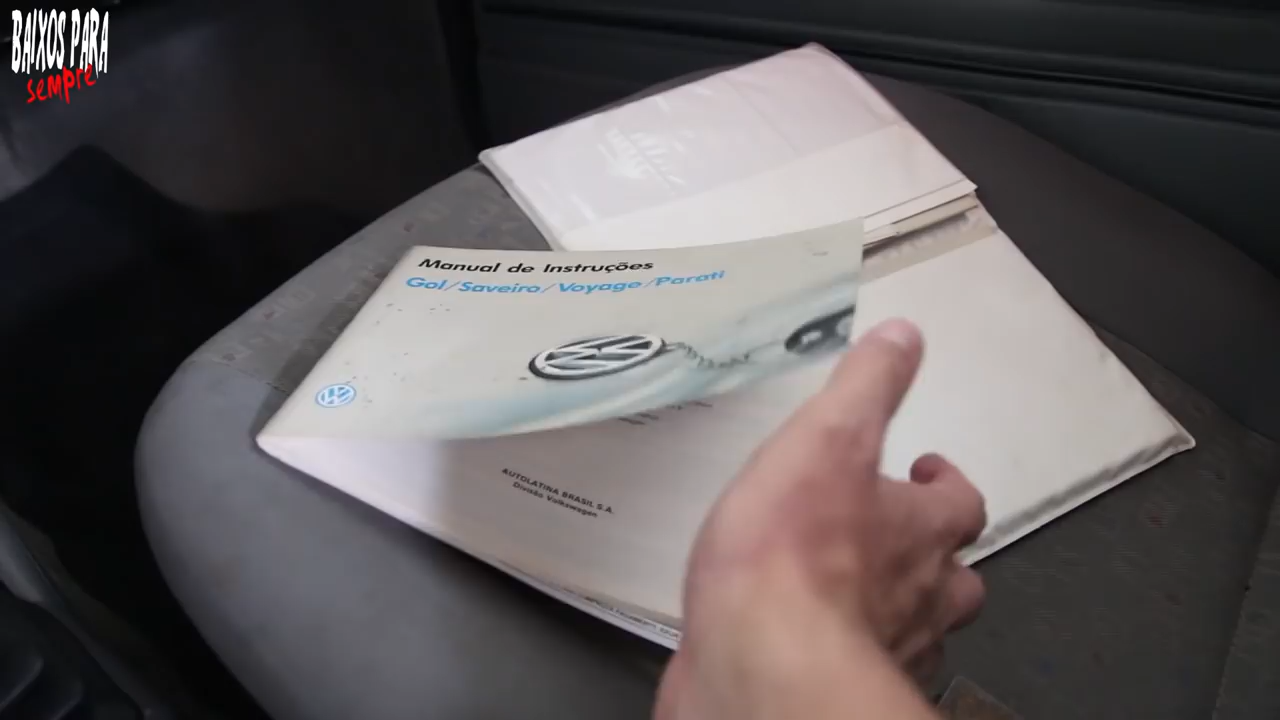 BAIXOS PARA
sempre
Manual de Instruções
Gol/Saveiro/Voyage/Parati
AUTOLATINA BRASIL S.A.
Divisão Volkswagen